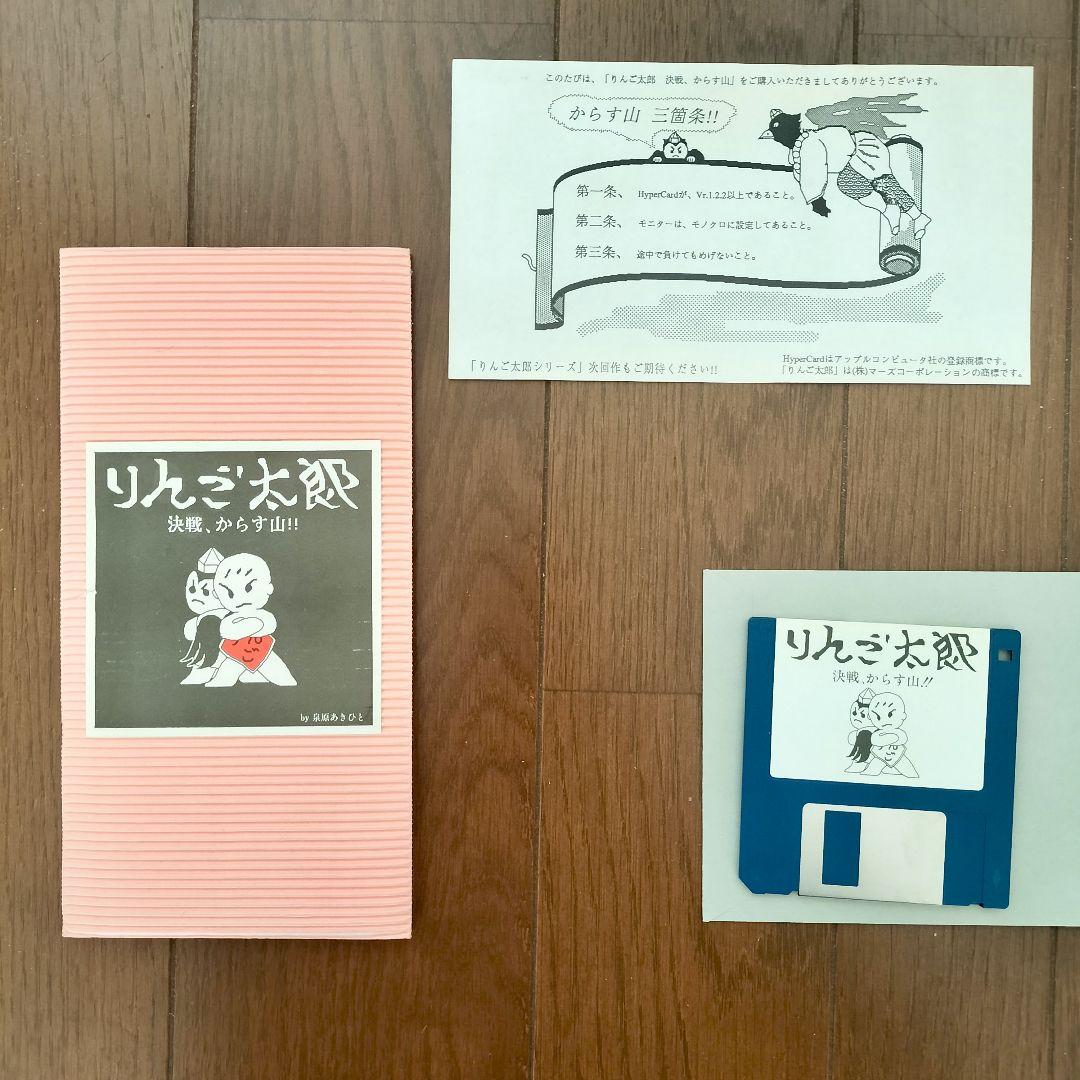 このたびは、「りんご太郎　決戦、からす山」をご購入いただきましてありがとうございます。
からす山 三箇条!!
第一条、 HyperCardが、Vr.1.2.2以上であること。
第二条、 モニターは、モノクロに設定してあること。
第三条、 途中で負けてもめげないこと。
「りんご太郎シリーズ」次回作もご期待ください!!
HyperCardはアップルコンピュータ社の登録商標です。
「りんご太郎」は(株)マーズコーポレーションの商標です。
りんご太郎
決戦、からす山!!
りんご
by 泉原あきひと
りんご太郎
決戦、からす山!!
りんご